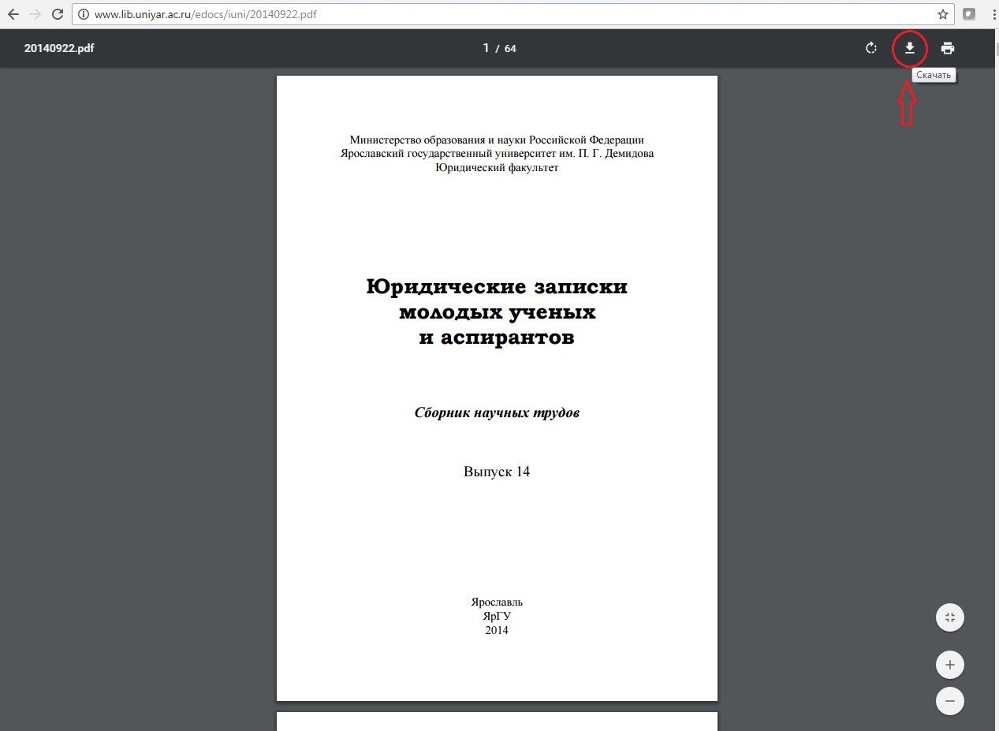 www.lib.uniyar.ac.ru/edocs/iuni/20140922.pdf
20140922.pdf
1 / 64
Скачать
Министерство образования и науки Российской Федерации
Ярославский государственный университет им. П. Г. Демидова
Юридический факультет
Юридические записки
молодых ученых
и аспирантов
Сборник научных трудов
Выпуск 14
Ярославль
ЯрГУ
2014